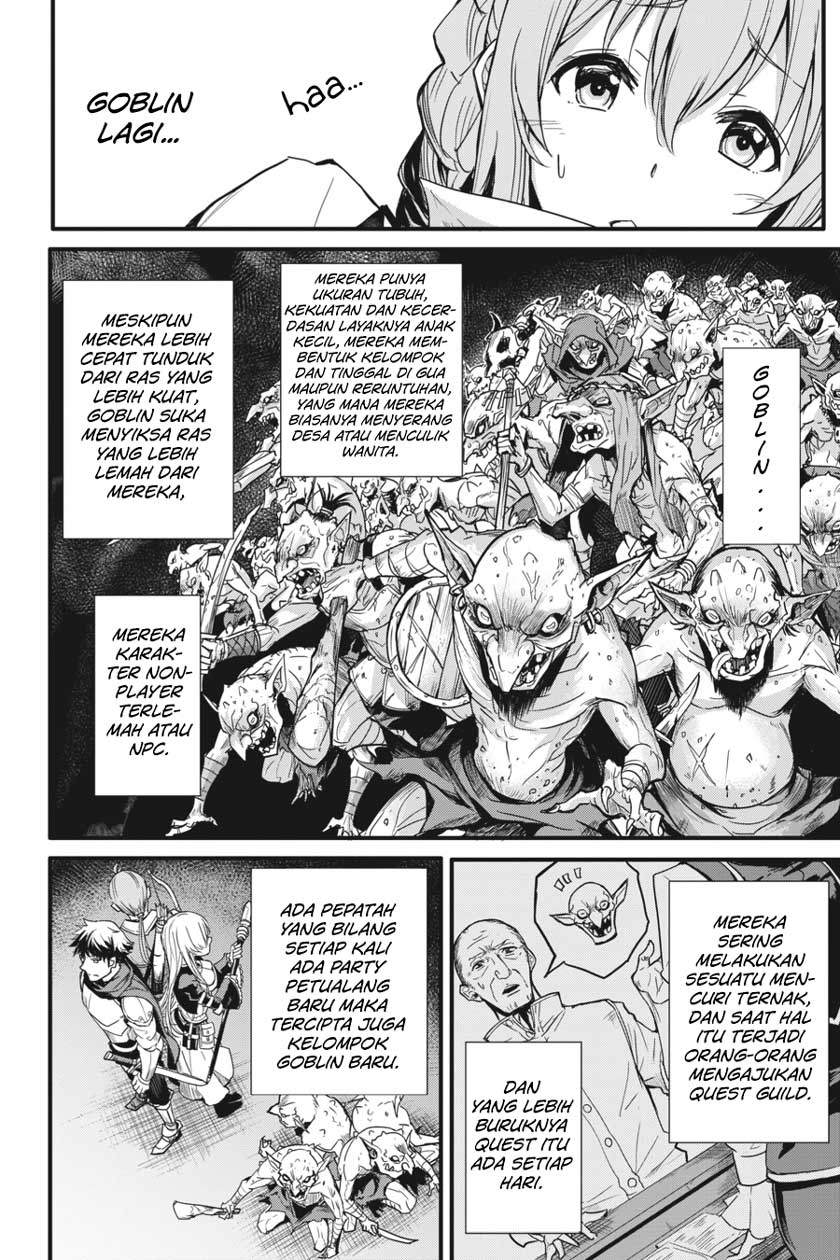 haa...
GOBLIN
LAGI...
G O B L I N . . .
MEREKA PUNYA
UKURAN TUBUH,
KEKUATAN DAN KECER-
DASAN LAYAKNYA ANAK
KECIL, MEREKA MEM-
BENTUK KELOMPOK
DAN TINGGAL DI GUA
MAUPUN RERUNTUHAN,
YANG MANA MEREKA
BIASANYA MENYERANG
DESA ATAU MENCULIK
WANITA.
MESKIPUN
MEREKA LEBIH
CEPAT TUNDUK
DARI RAS YANG
LEBIH KUAT,
GOBLIN SUKA
MENYIKSA RAS
YANG LEBIH
LEMAH DARI
MEREKA,
MEREKA
KARAK-
TER NON-
PLAYER
TERLE-
MAH ATAU
NPC.
MEREKA
SERING
MELAKUKAN
SESUATU MEN-
CURI TERNAK,
DAN SAAT HAL
ITU TERJADI
ORANG-ORANG
MENGAJUKAN
QUEST GUILD.
DAN
YANG LEBIH
BURUKNYA
QUEST ITU
ADA SETIAP
HARI.
ADA PEPATAH
YANG BILANG
SETIAP KALI
ADA PARTY
PETUALANG
BARU MAKA
TERCIPTA JUGA
KELOMPOK
GOBLIN BARU.